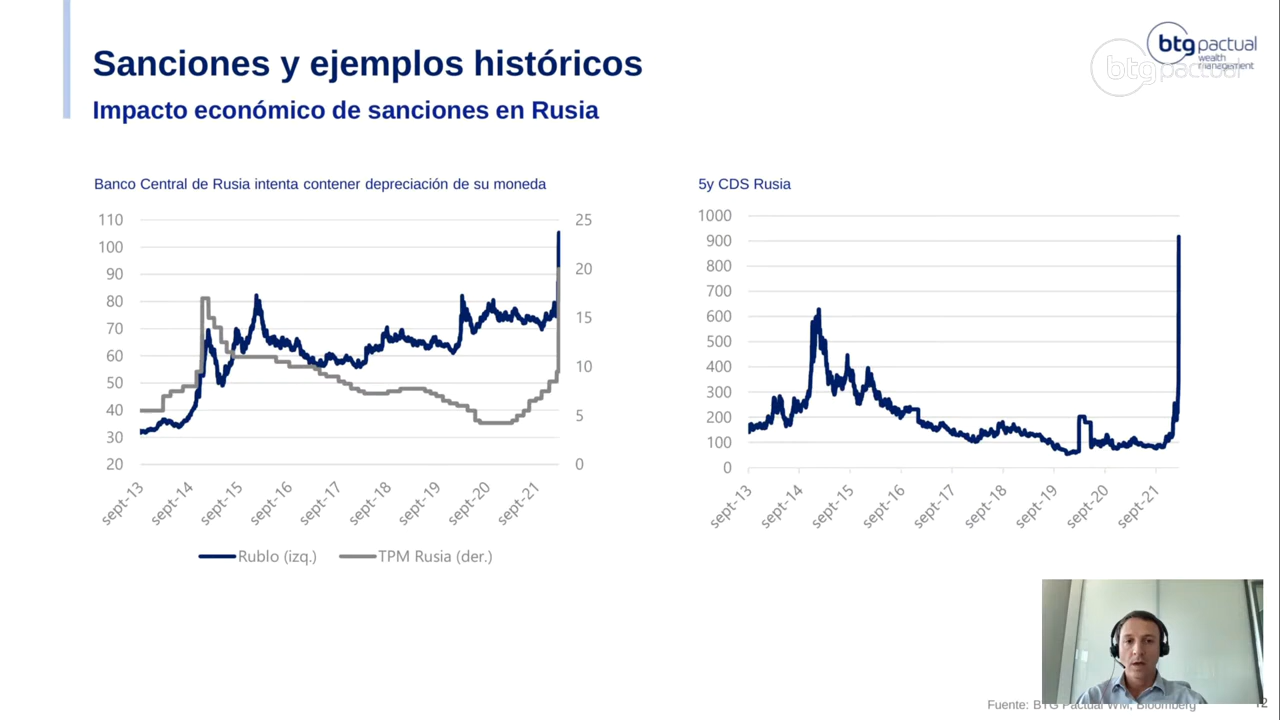 Sanciones y ejemplos históricos
Impacto económico de sanciones en Rusia
btg pactual
wealth
management
btg pactual
Banco Central de Rusia intenta contener depreciación de su moneda
110
100
90
80
70
60
50
40
30
20
25
20
15
10
5
0
sept-13
sept-14
sept-15
sept-16
sept-17
sept-18
sept-19
sept-20
sept-21
Rublo (izq.)
TPM Rusia (der.)
5y CDS Rusia
1000
900
800
700
600
500
400
300
200
100
0
sept-13
sept-14
sept-15
sept-16
sept-17
sept-18
sept-19
sept-20
sept-21
Fuente: BTG Pactual WM, Bloomberg
12